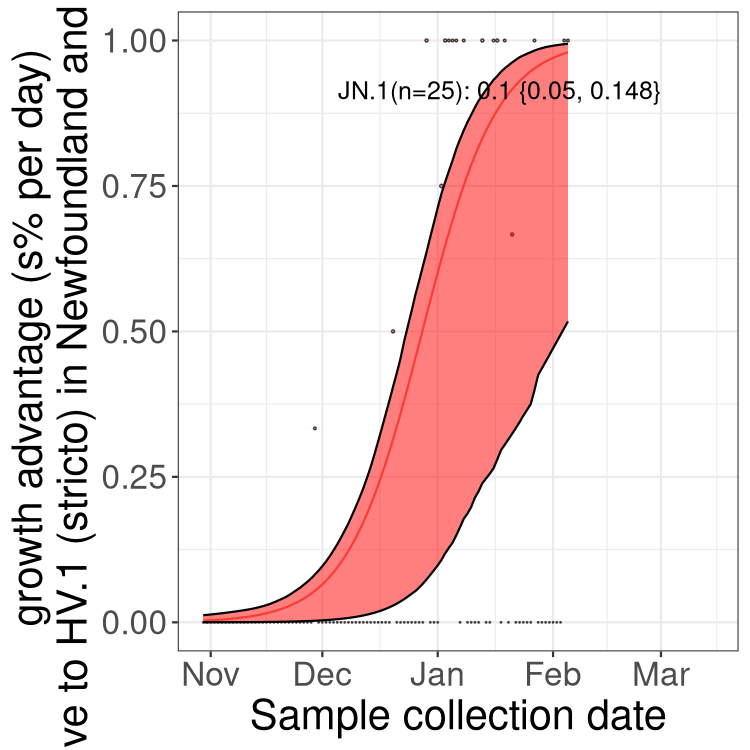 growth advantage (s% per day)
ve to HV.1 (stricto) in Newfoundland and
1.00
0.75
0.50
0.25
0.00
JN.1(n=25): 0.1 {0.05, 0.148}
Nov Dec Jan Feb Mar
Sample collection date